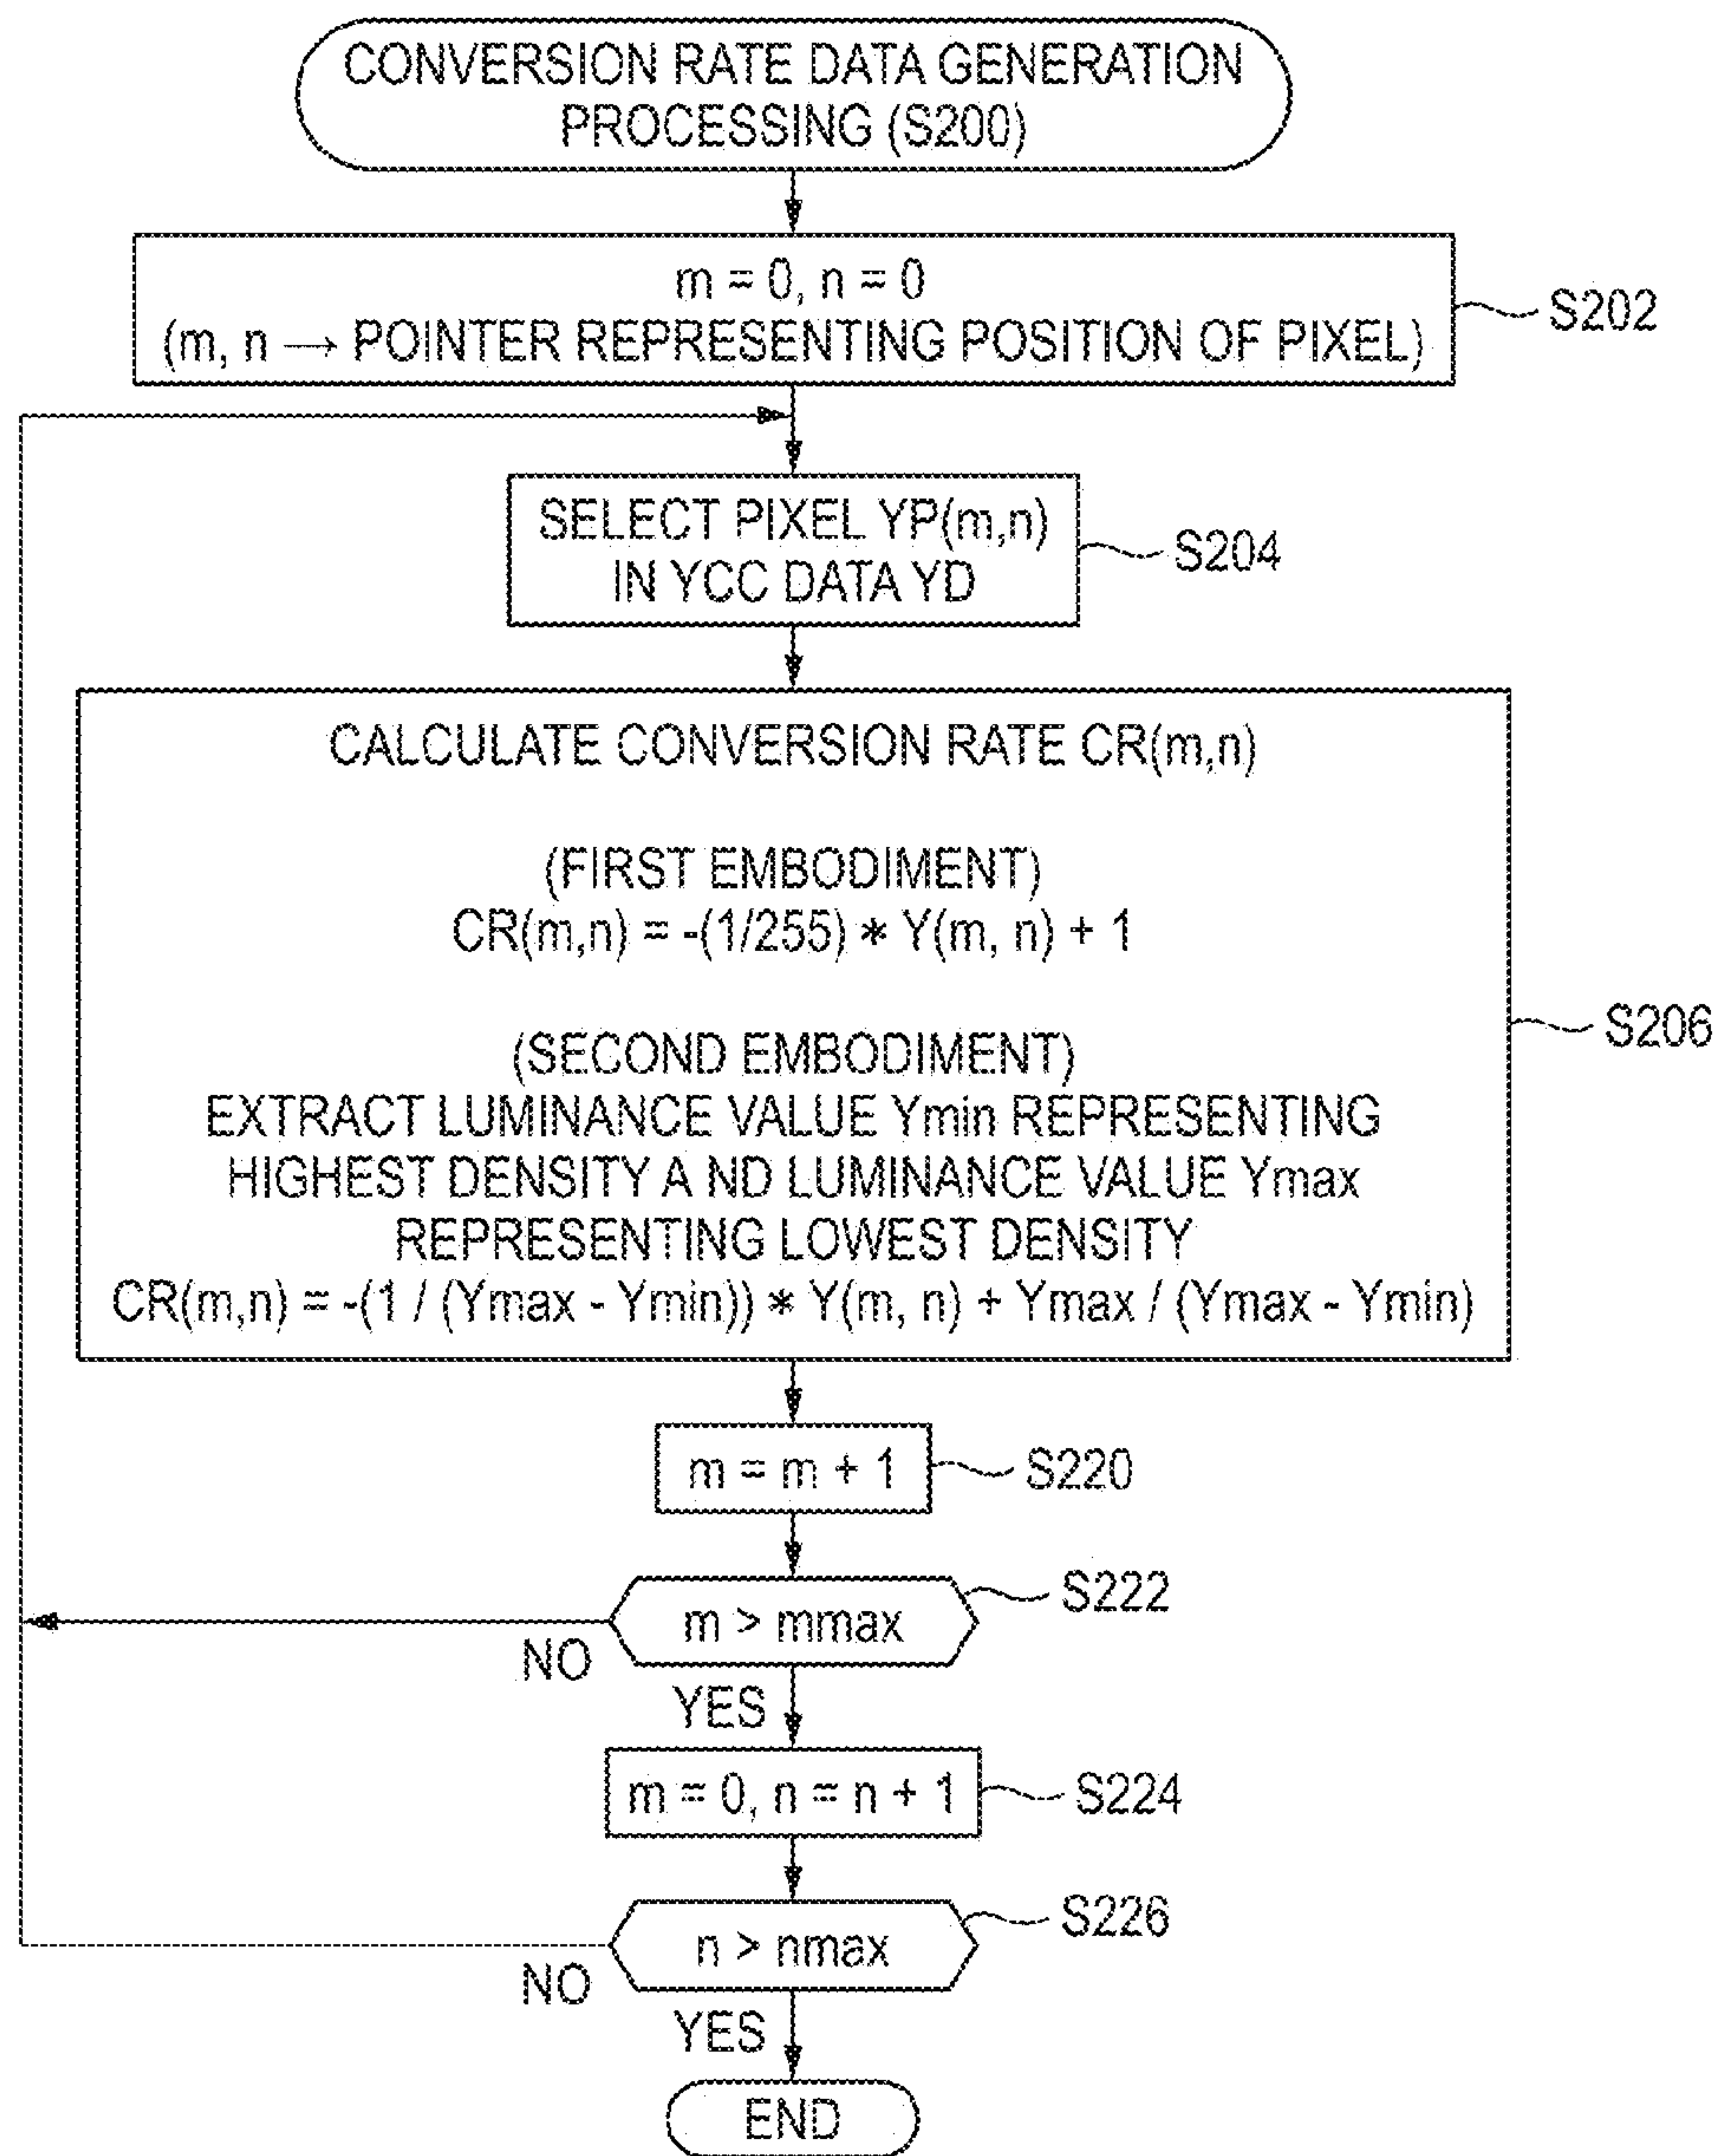 CONVERSION RATE DATA GENERATION
PROCESSING (S200)
m = 0, n = 0
(m, n → POINTER REPRESENTING POSITION OF PIXEL)
S202
SELECT PIXEL YP(m,n)
IN YCC DATA YD
S204
CALCULATE CONVERSION RATE CR(m,n)
(FIRST EMBODIMENT)
CR(m,n) = -(1/255) * Y(m, n) + 1
(SECOND EMBODIMENT)
EXTRACT LUMINANCE VALUE Ymin REPRESENTING
HIGHEST DENSITY A ND LUMINANCE VALUE Ymax
REPRESENTING LOWEST DENSITY
CR(m,n) = -(1 / (Ymax - Ymin)) * Y(m, n) + Ymax / (Ymax - Ymin)
S206
m = m + 1
S220
m > mmax
S222
NO
YES
m = 0, n = n + 1
S224
n > nmax
S226
NO
YES
END